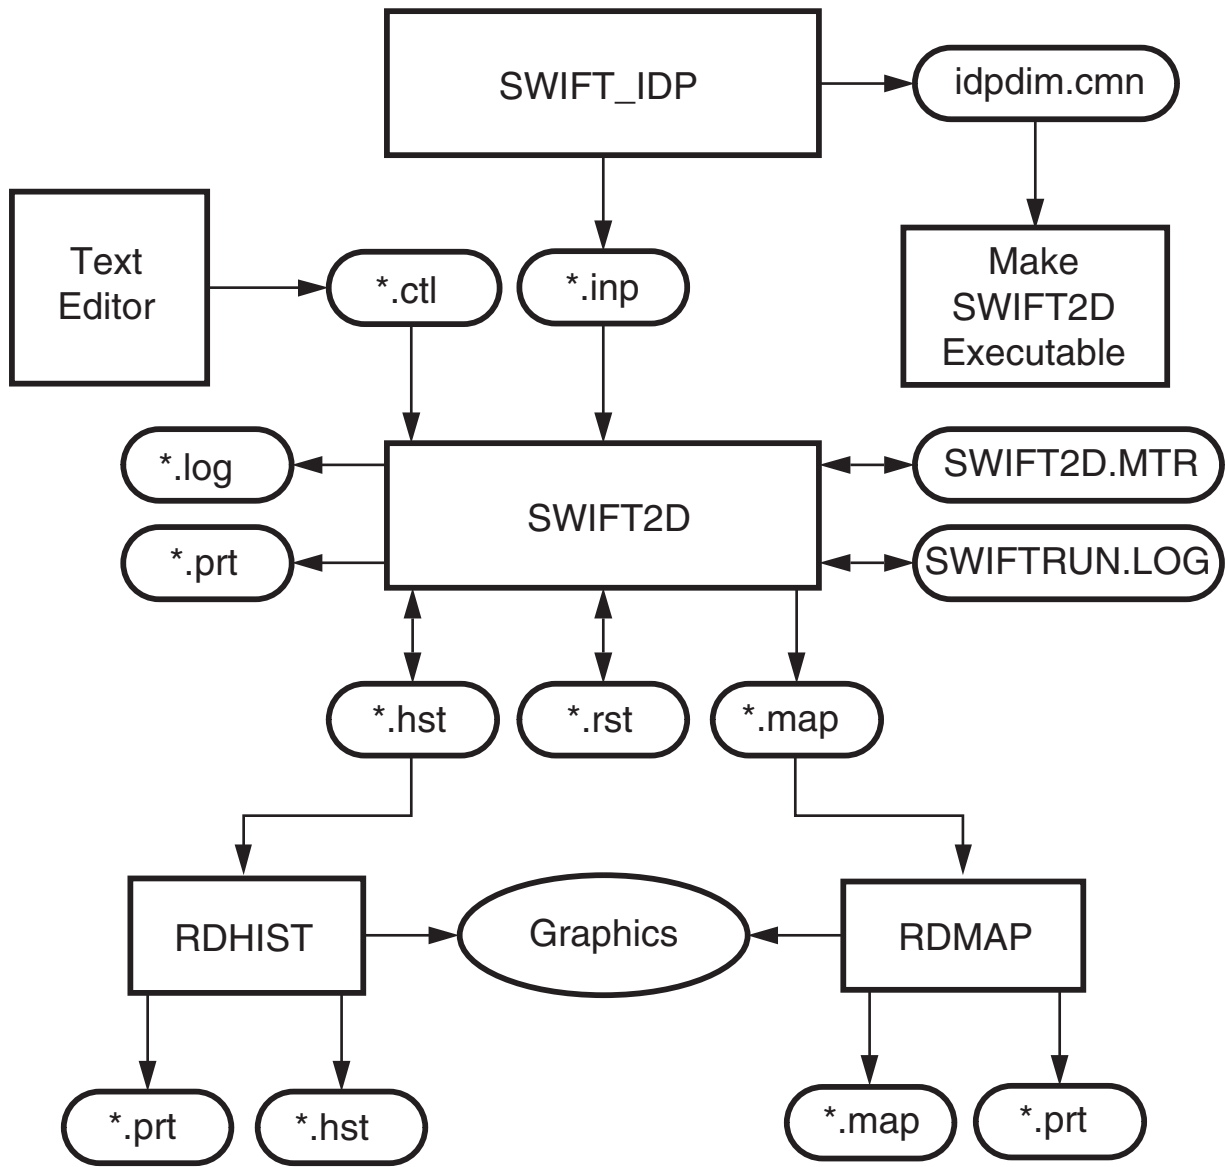 SWIFT_IDP
idpdim.cmn
Text
Editor
*.ctl
*.inp
Make
SWIFT2D
Executable
*.log
*.prt
SWIFT2D
SWIFT2D.MTR
SWIFTRUN.LOG
*.hst
*.rst
*.map
RDHIST
Graphics
RDMAP
*.prt
*.hst
*.map
*.prt